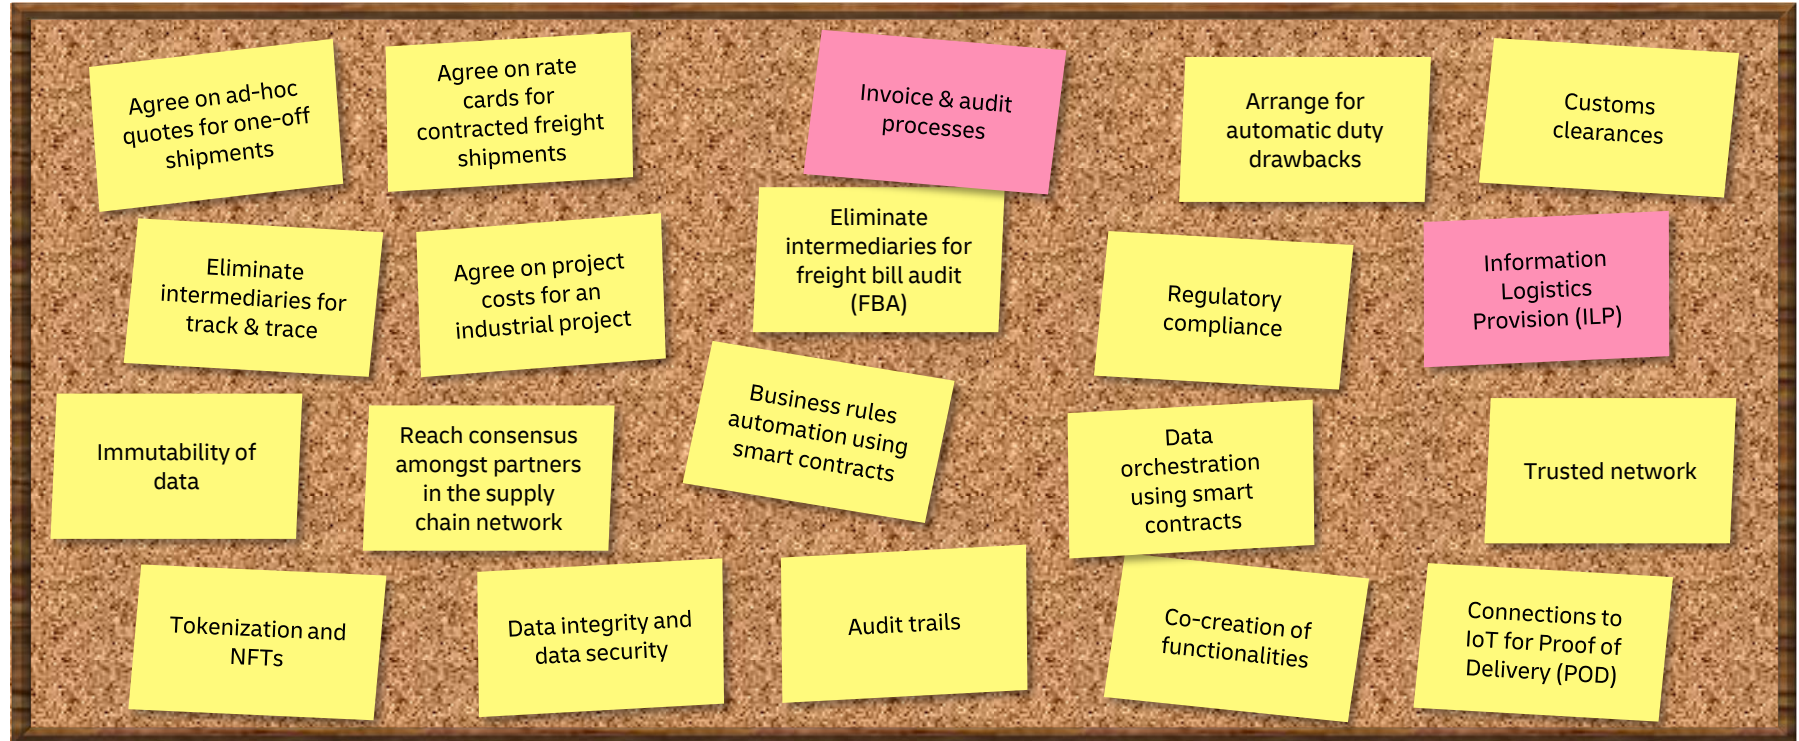 Agree on ad-hoc
quotes for one-off
shipments
Agree on rate
cards for
contracted freight
shipments
Invoice & audit
processes
Arrange for
automatic duty
drawbacks
Customs
clearances
Eliminate
intermediaries for
track & trace
Agree on project
costs for an
industrial project
Eliminate
intermediaries for
freight bill audit
(FBA)
Regulatory
compliance
Information
Logistics
Provision (ILP)
Immutability of
data
Reach consensus
amongst partners
in the supply
chain network
Business rules
automation using
smart contracts
Data
orchestration
using smart
contracts
Trusted network
Tokenization and
NFTs
Data integrity and
data security
Audit trails
Co-creation of
functionalities
Connections to
IoT for Proof of
Delivery (POD)